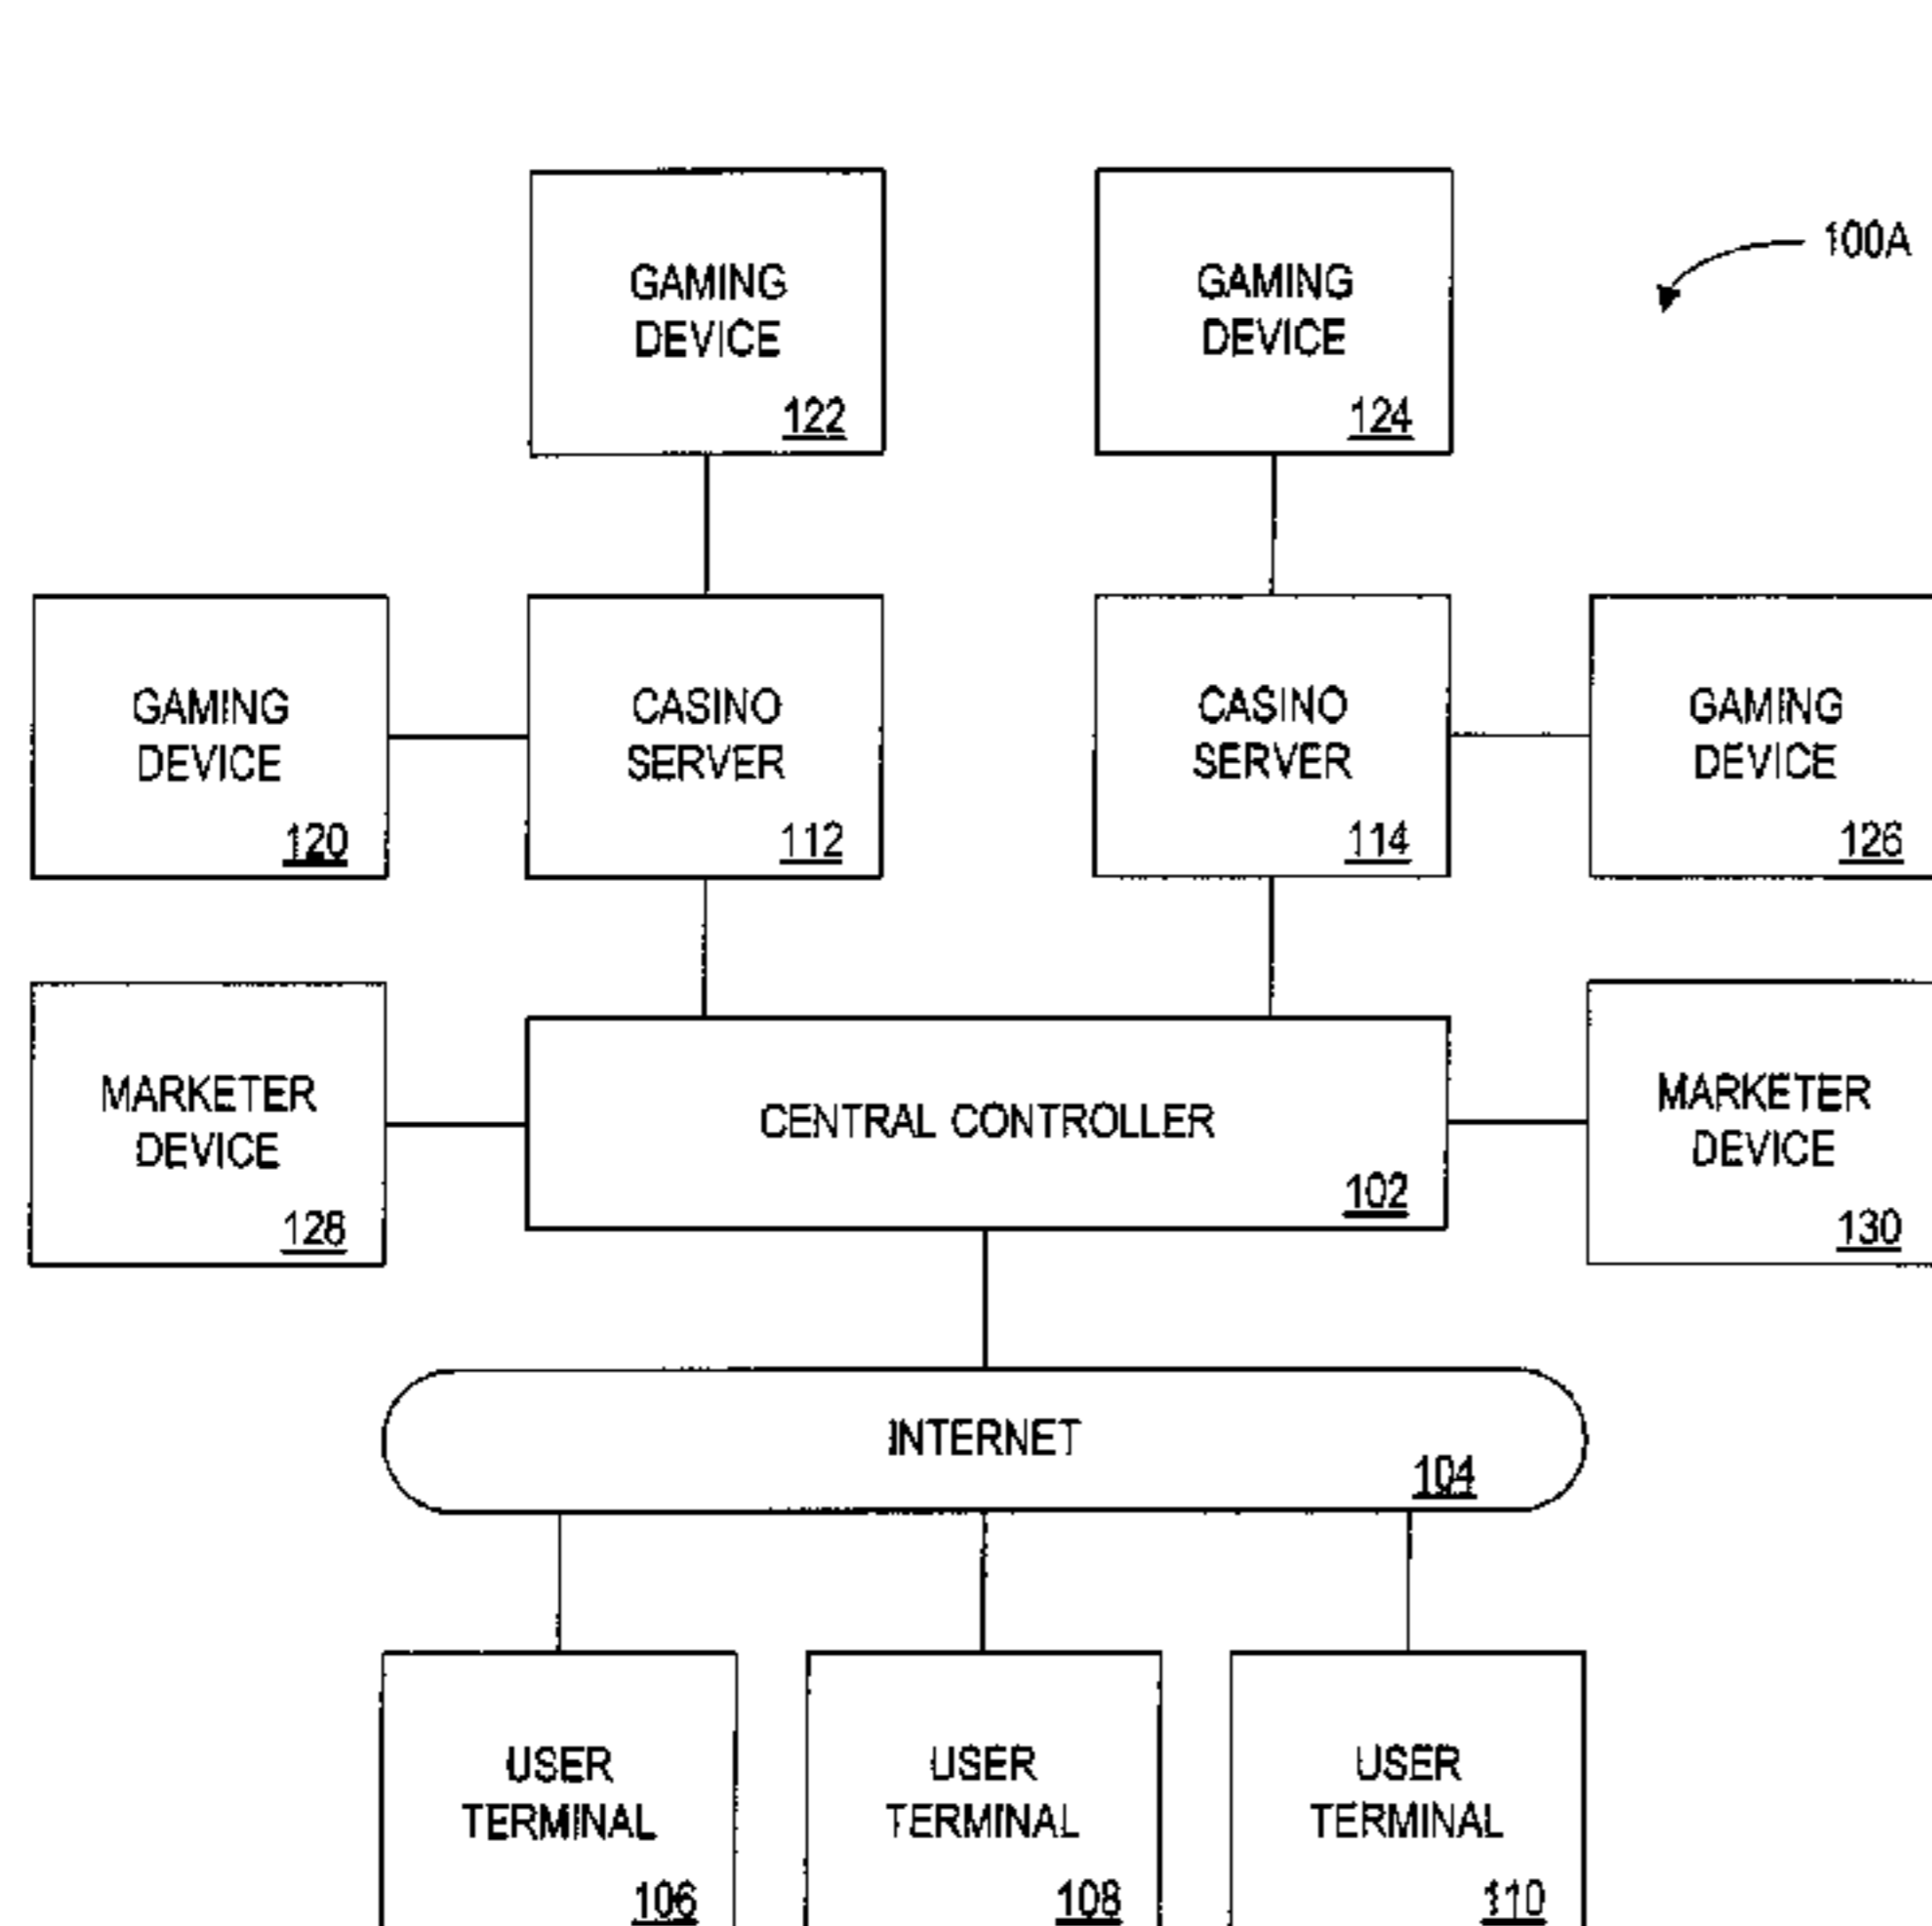 100A
GAMING
DEVICE
122
GAMING
DEVICE
124
GAMING
DEVICE
120
CASINO
SERVER
112
CASINO
SERVER
114
GAMING
DEVICE
126
MARKETER
DEVICE
128
CENTRAL CONTROLLER
102
MARKETER
DEVICE
130
INTERNET
104
USER
TERMINAL
106
USER
TERMINAL
108
USER
TERMINAL
110